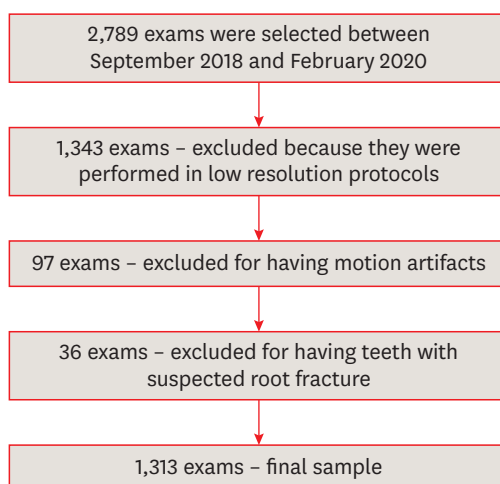 2,789 exams were selected between
September 2018 and February 2020
1,343 exams – excluded because they were
performed in low resolution protocols
97 exams – excluded for having motion artifacts
36 exams – excluded for having teeth with
suspected root fracture
1,313 exams – final sample